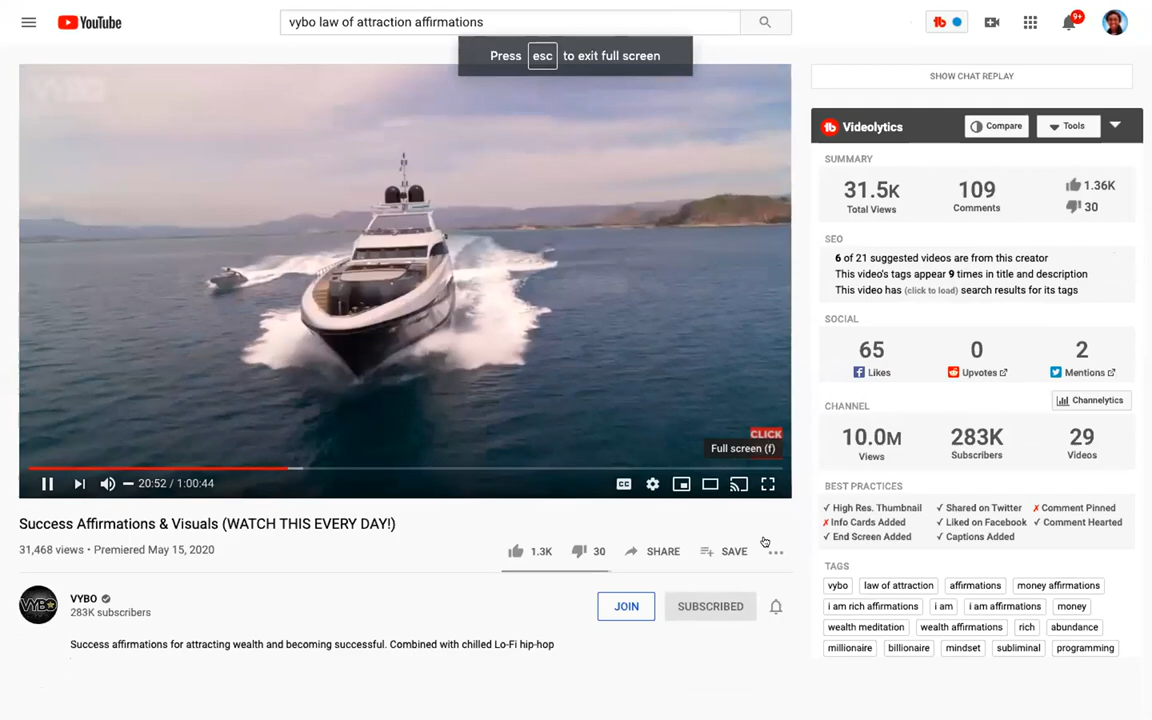 YouTube
vybo law of attraction affirmations
tb
9+
Press esc to exit full screen
SHOW CHAT REPLAY
VYBO
CLICK
Full screen (f)
CC
20:52 / 1:00:44
Success Affirmations & Visuals (WATCH THIS EVERY DAY!)
31,468 views • Premiered May 15, 2020
1.3K 30 SHARE SAVE
VYBO
VYBO
283K subscribers
JOIN SUBSCRIBED
Success affirmations for attracting wealth and becoming successful. Combined with chilled Lo-Fi hip-hop
tb Videolytics Compare Tools
SUMMARY
31.5K 109 1.36K
Total Views Comments 30
SEO
6 of 21 suggested videos are from this creator
This video's tags appear 9 times in title and description
This video has (click to load) search results for its tags
SOCIAL
65 0 2
Likes Upvotes Mentions
CHANNEL Channelytics
10.0M 283K 29
Views Subscribers Videos
BEST PRACTICES
✓ High Res. Thumbnail ✓ Shared on Twitter ✗ Comment Pinned
✗ Info Cards Added ✓ Liked on Facebook ✓ Comment Hearted
✓ End Screen Added ✓ Captions Added
TAGS
vybo law of attraction affirmations money affirmations
i am rich affirmations i am i am affirmations money
wealth meditation wealth affirmations rich abundance
millionaire billionaire mindset subliminal programming